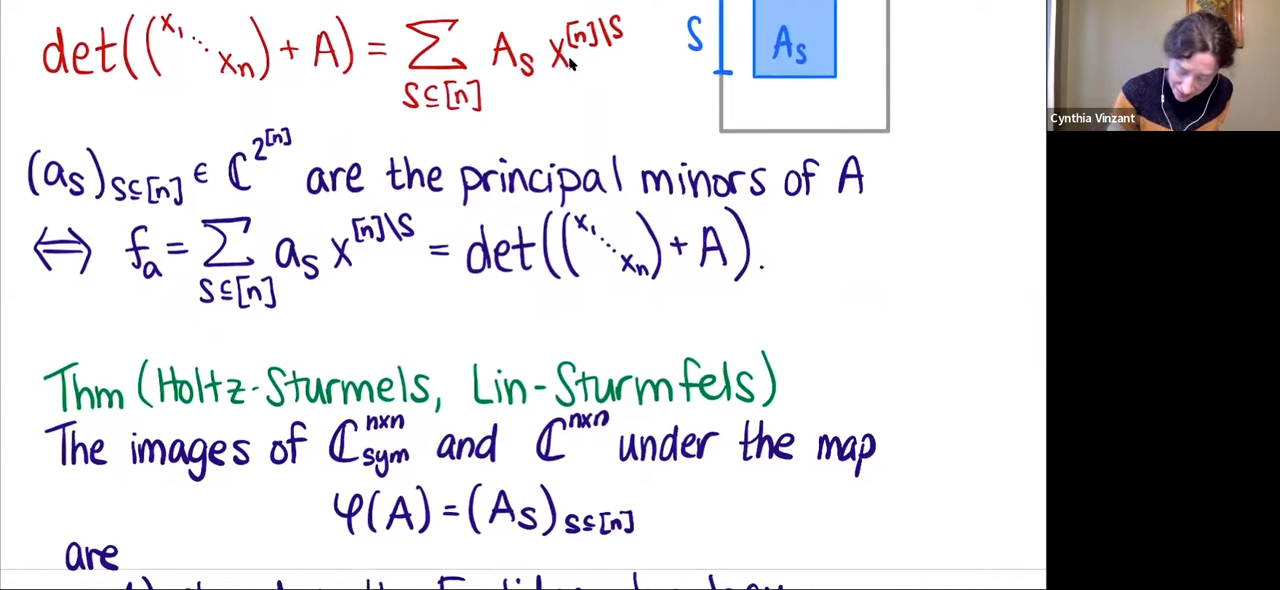 det((x₁ ⋱ xₙ) + A) = Σ_{S⊆[n]} A_S x^{[n]\S}
S
A_S
Cynthia Vinzant
(a_S)_{S⊆[n]} ∈ ℂ^{2^{[n]}} are the principal minors of A
⇔ f_a = Σ_{S⊆[n]} a_S x^{[n]\S} = det((x₁ ⋱ xₙ) + A).
Thm (Holtz-Sturmels, Lin-Sturmfels)
The images of ℂ^{n×n}_{sym} and ℂ^{n×n} under the map
φ(A) = (A_S)_{S⊆[n]}
are